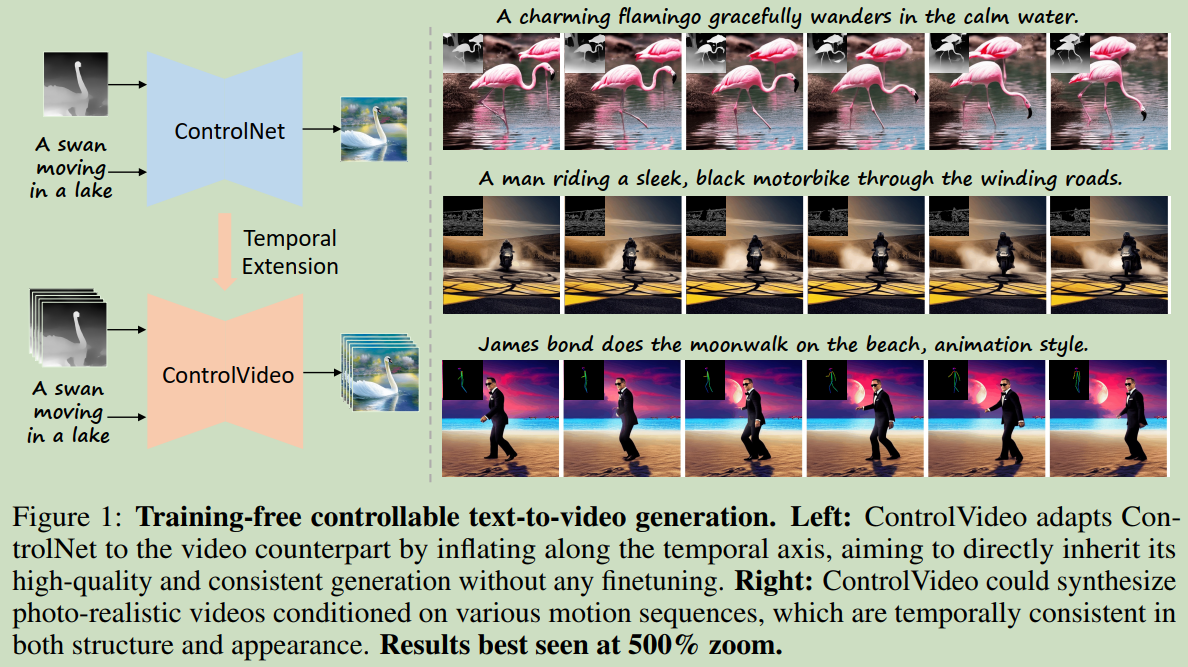 A swan
moving
in a lake
ControlNet
Temporal
Extension
A swan
moving
in a lake
ControlVideo
A charming flamingo gracefully wanders in the calm water.
A man riding a sleek, black motorbike through the winding roads.
James bond does the moonwalk on the beach, animation style.
Figure 1: Training-free controllable text-to-video generation. Left: ControlVideo adapts Con-
trolNet to the video counterpart by inflating along the temporal axis, aiming to directly inherit its
high-quality and consistent generation without any finetuning. Right: ControlVideo could synthesize
photo-realistic videos conditioned on various motion sequences, which are temporally consistent in
both structure and appearance. Results best seen at 500% zoom.